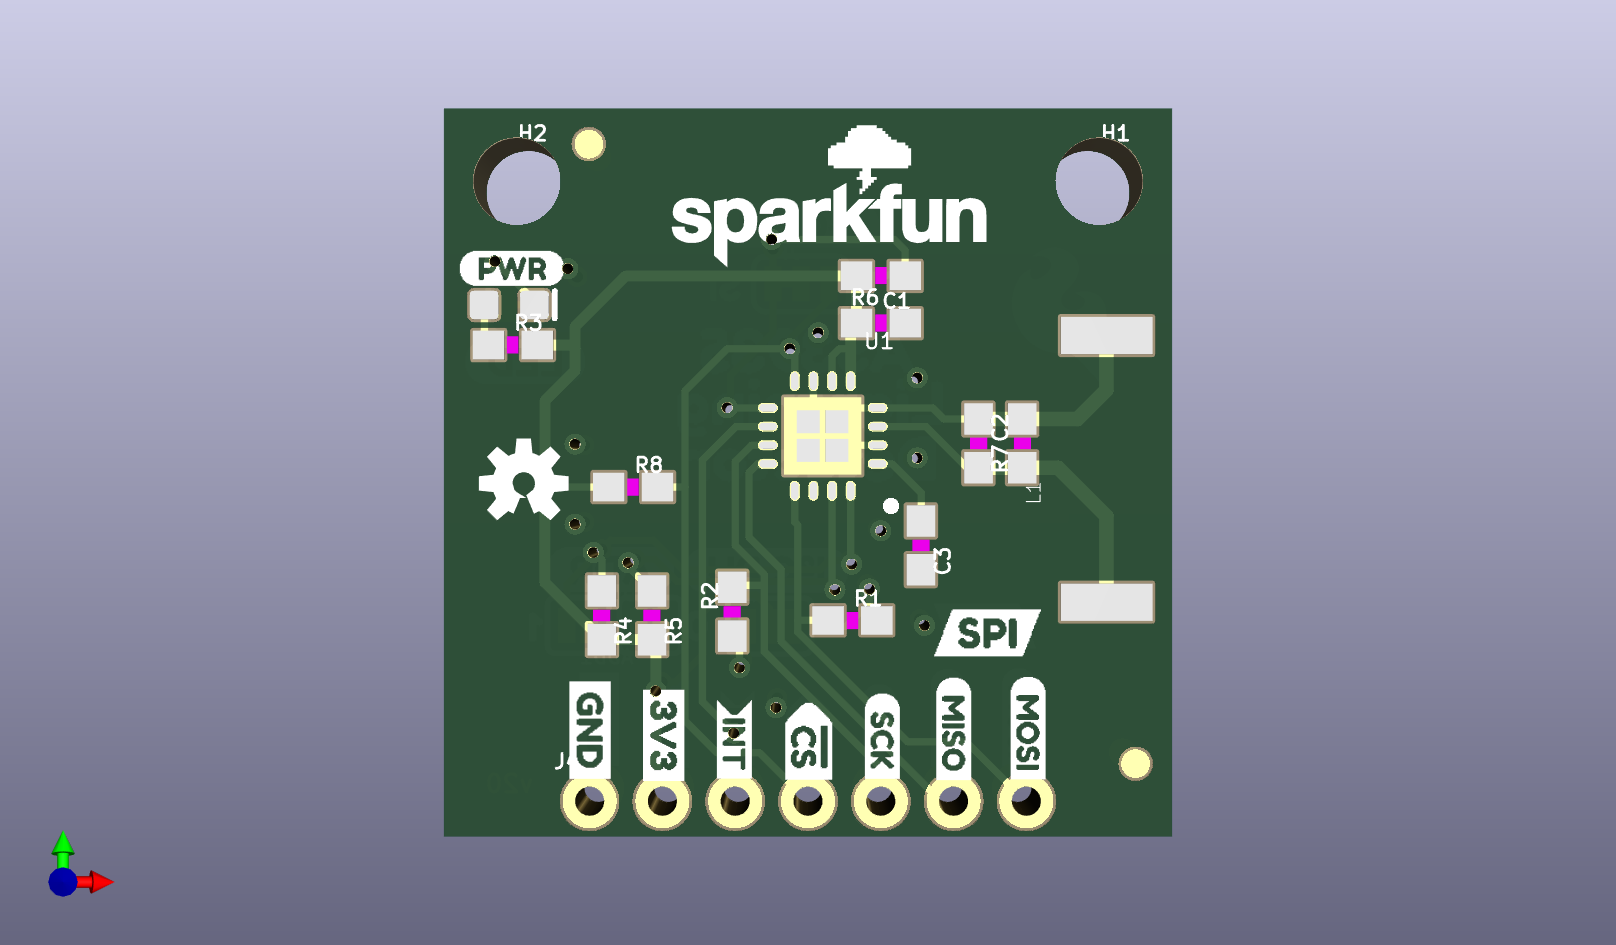 H2
H1
sparkfun
PWR
R6
C1
R3
U1
C2
R7
R8
L1
C3
R2
R1
R4
R5
SPI
GND
3V3
INT
CS
SCK
MISO
MOSI